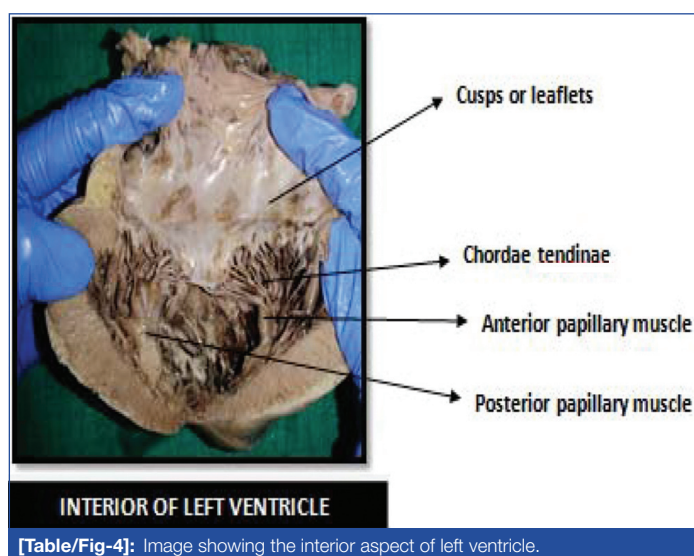 Cusps or leaflets
Chordae tendinae
Anterior papillary muscle
Posterior papillary muscle
INTERIOR OF LEFT VENTRICLE
[Table/Fig-4]: Image showing the interior aspect of left ventricle.